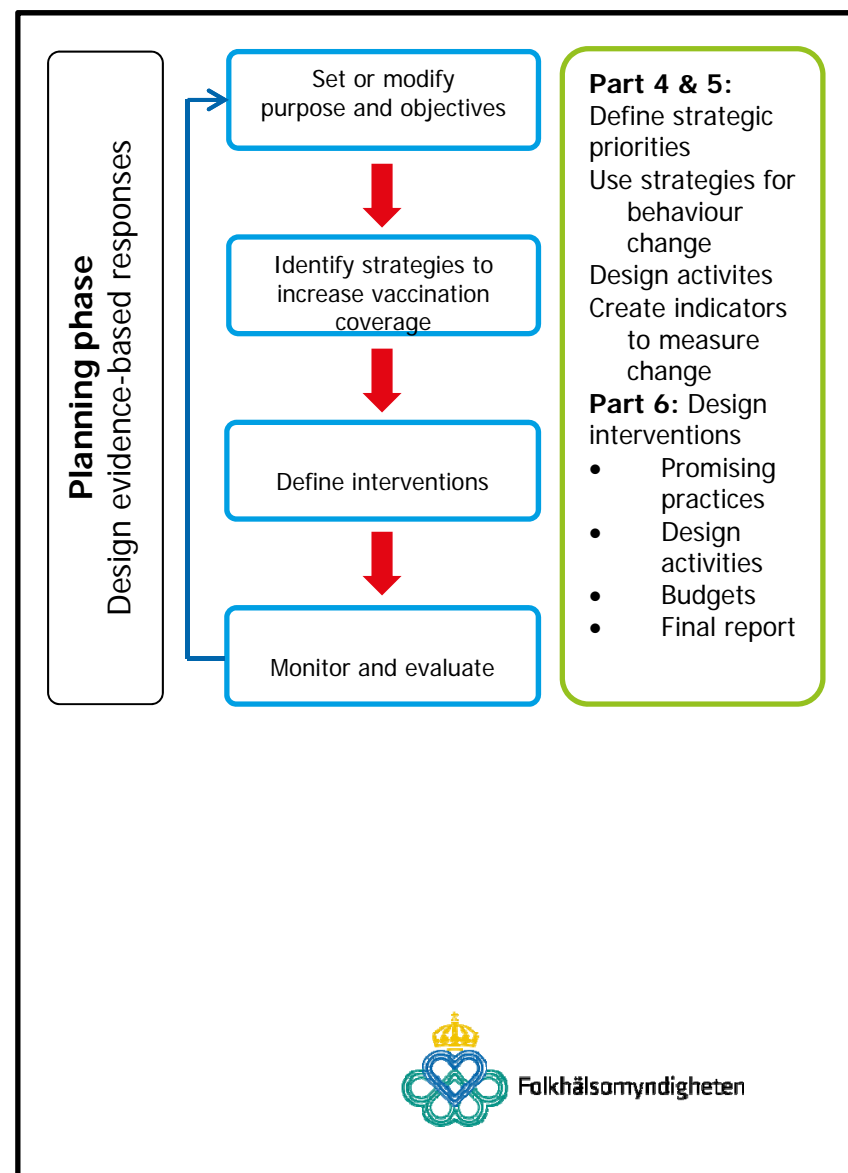 Planning phase
Design evidence-based responses
Set or modify
purpose and objectives
Identify strategies to
increase vaccination
coverage
Define interventions
Monitor and evaluate
Part 4 & 5:
Define strategic
priorities
Use strategies for
behaviour
change
Design activites
Create indicators
to measure
change
Part 6: Design
interventions
• Promising
practices
• Design
activities
• Budgets
• Final report
Folkhälsomyndigheten